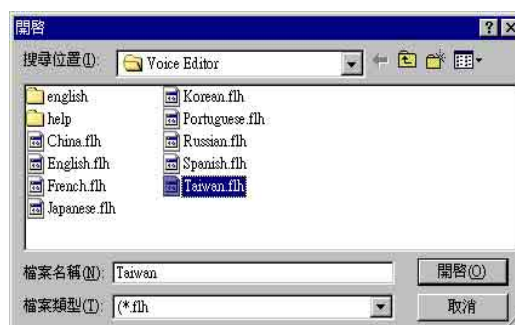 開啓
搜尋位置(I): Voice Editor
english
help
China.flh
English.flh
French.flh
Japanese.flh
Korean.flh
Portuguese.flh
Russian.flh
Spanish.flh
Taiwan.flh
檔案名稱(N): Taiwan 開啓(O)
檔案類型(T): (*.flh 取消